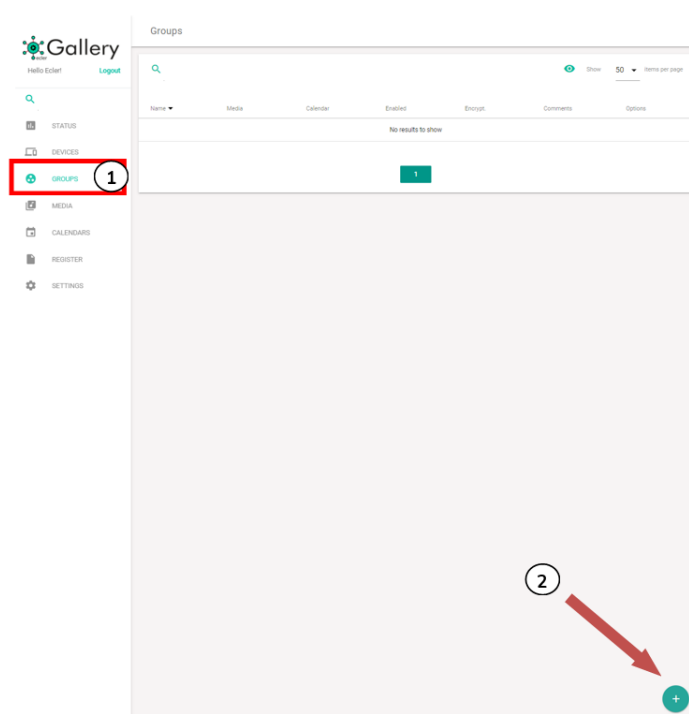 Groups
Gallery
ecler
Hello Ecler! Logout
Show 50 items per page
Name Media Calendar Enabled Encrypt. Comments Options
No results to show
1
STATUS
DEVICES
GROUPS 1
MEDIA
CALENDARS
REGISTER
SETTINGS
2
+